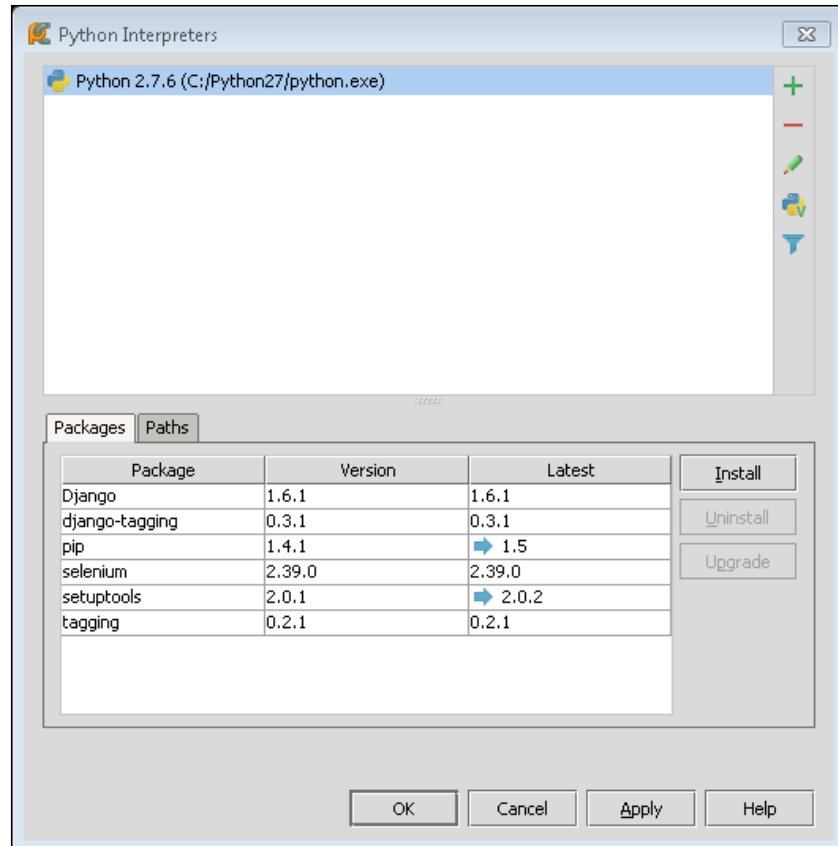 Python Interpreters
Python 2.7.6 (C:/Python27/python.exe)
V
Packages Paths
Package Version Latest Install
Django 1.6.1 1.6.1
django-tagging 0.3.1 0.3.1 Uninstall
pip 1.4.1 1.5
selenium 2.39.0 2.39.0 Upgrade
setuptools 2.0.1 2.0.2
tagging 0.2.1 0.2.1
OK Cancel Apply Help